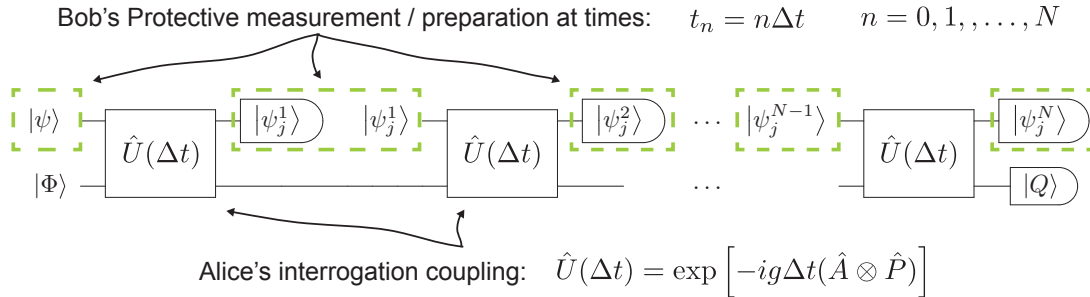 Bob's Protective measurement / preparation at times: $t_n = n\Delta t$ $n = 0, 1, , \ldots, N$
$|\psi\rangle$ $\hat{U}(\Delta t)$ $|\psi_j^1\rangle$ $|\psi_j^1\rangle$ $\hat{U}(\Delta t)$ $|\psi_j^2\rangle$ $\cdots$ $|\psi_j^{N-1}\rangle$ $\hat{U}(\Delta t)$ $|\psi_j^N\rangle$
$|\Phi\rangle$ $\cdots$ $|Q\rangle$
Alice's interrogation coupling: $\hat{U}(\Delta t) = \exp\left[-ig\Delta t(\hat{A} \otimes \hat{P})\right]$